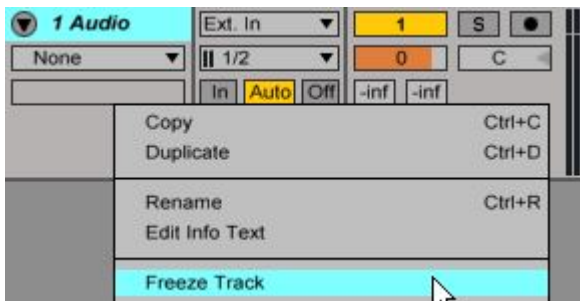 1 Audio Ext. In 1 S
None 1/2 0 C
In Auto Off -inf -inf
Copy Ctrl+C
Duplicate Ctrl+D
Rename Ctrl+R
Edit Info Text
Freeze Track